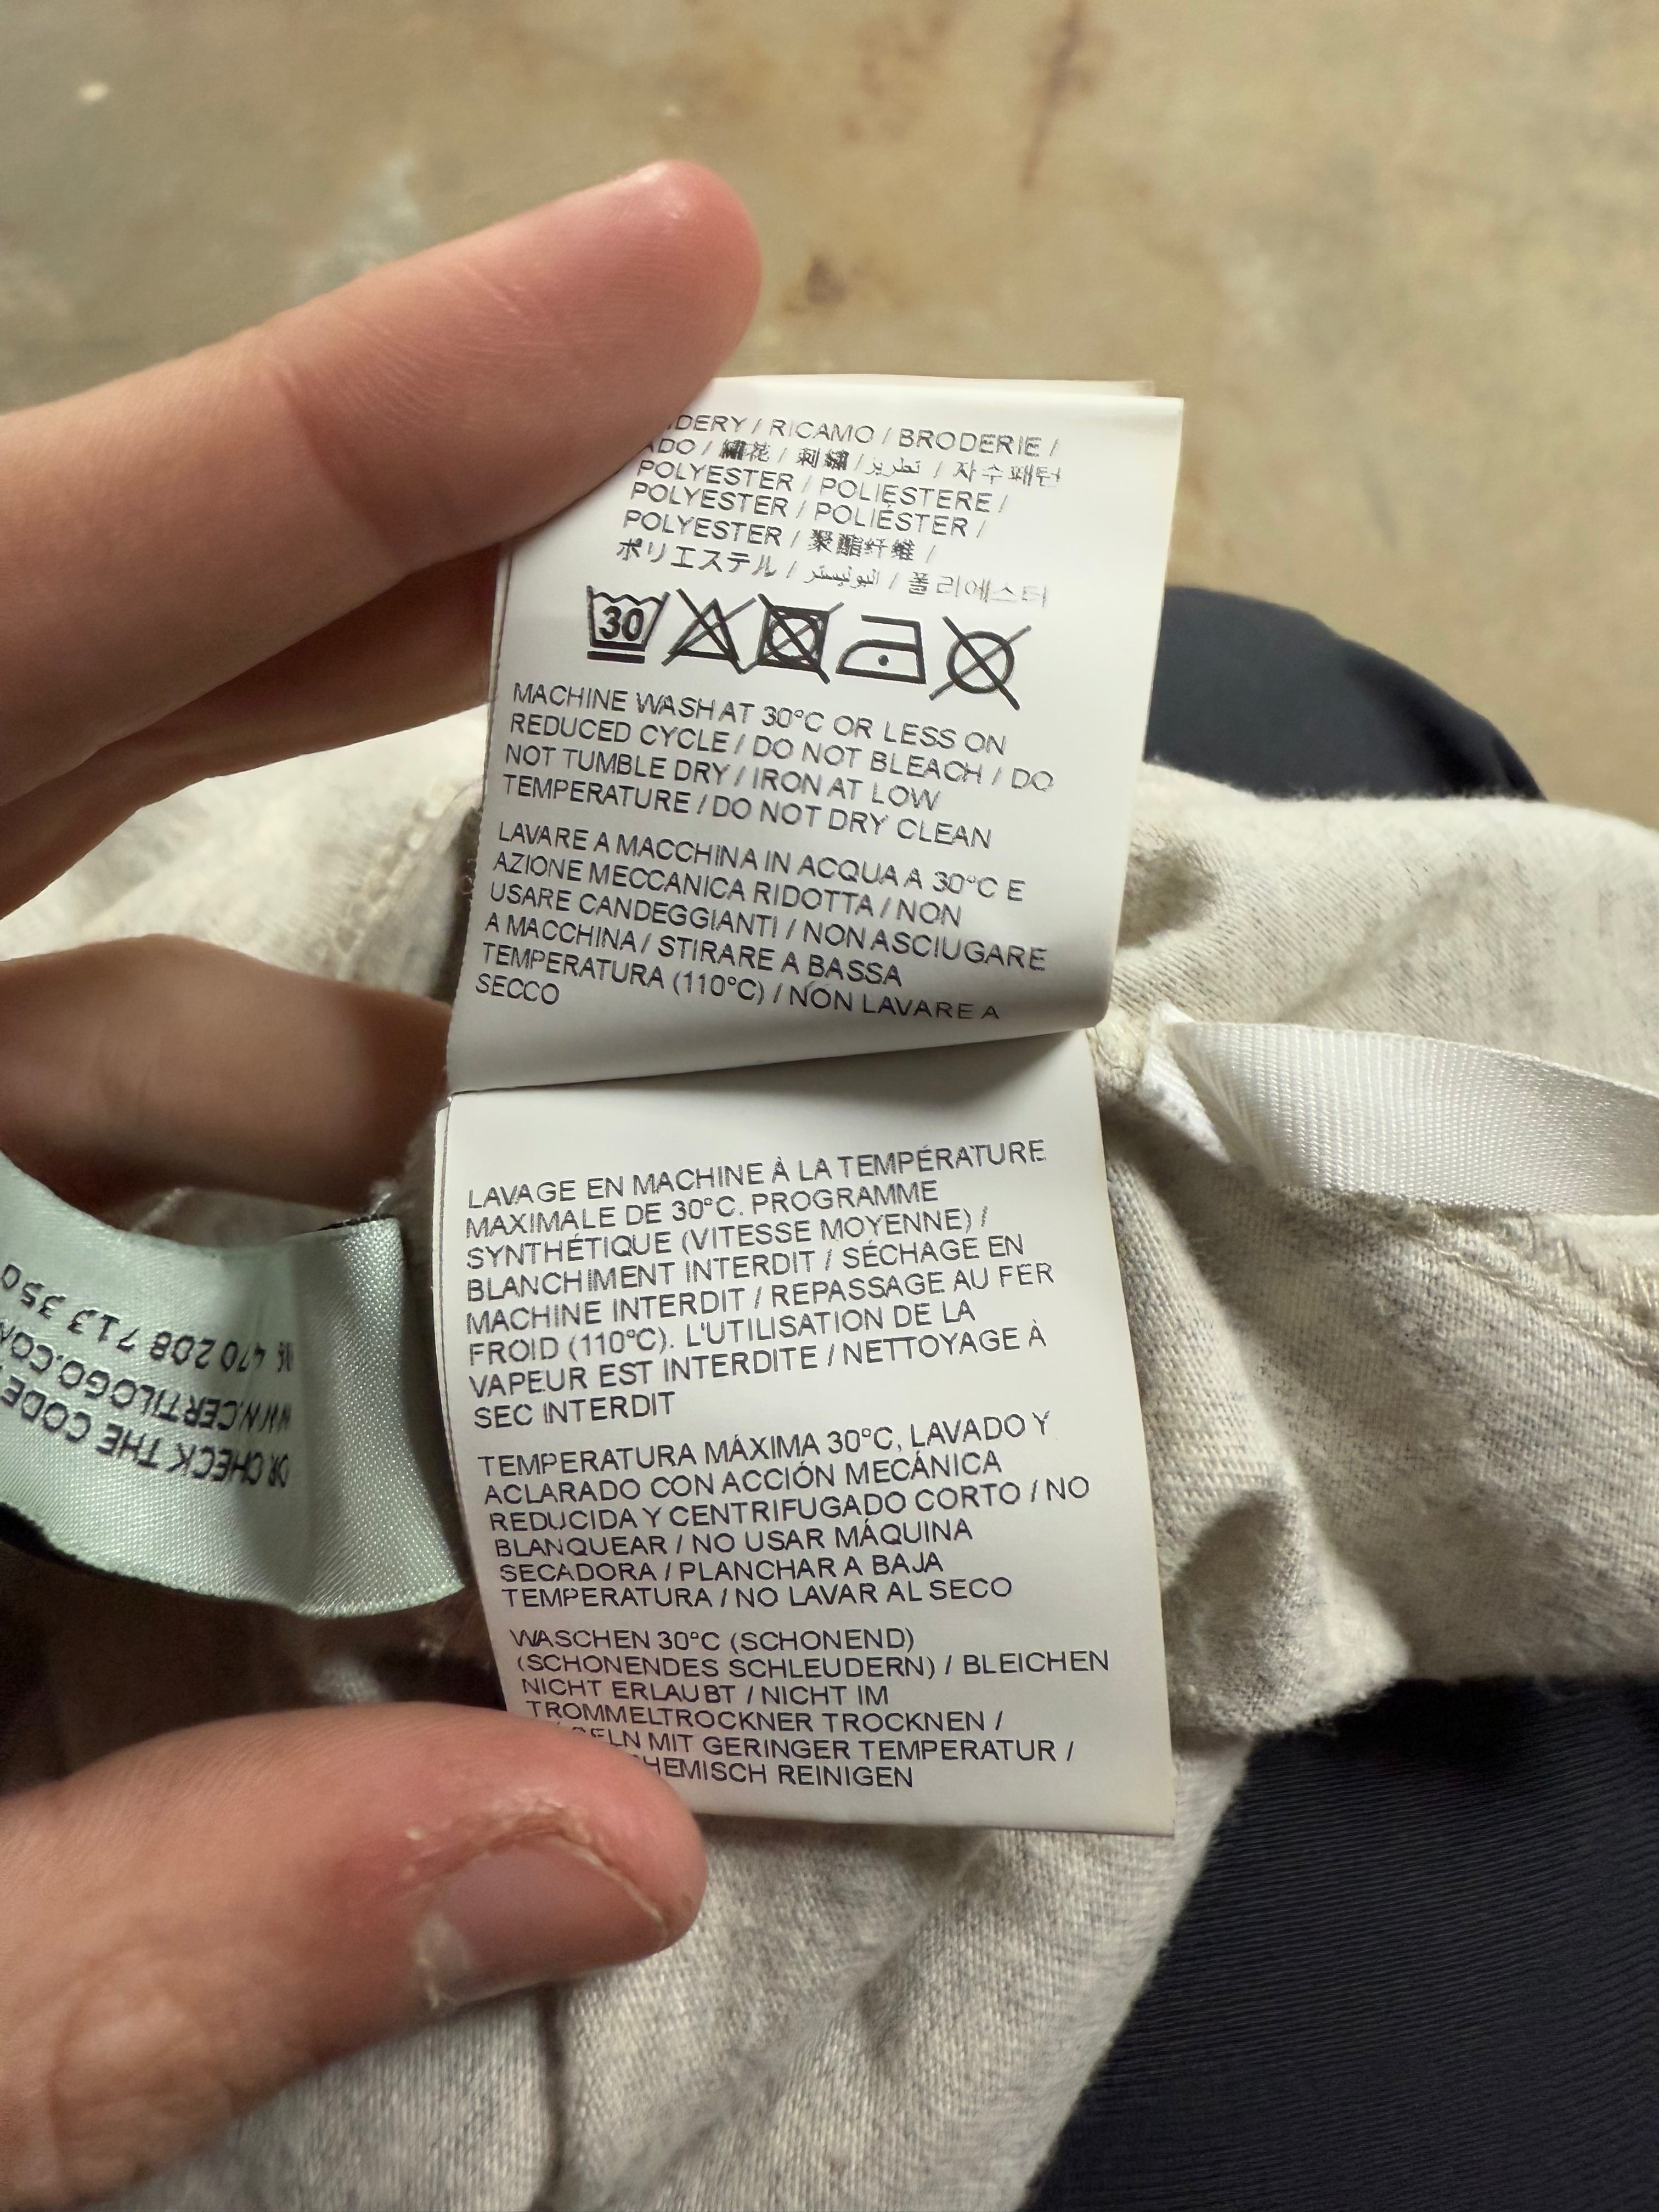 DERY / RICAMO / BRODERIE /
ADO / 繡花 / 刺繍 / تطريز / 자수패턴
POLYESTER / POLIESTERE /
POLYESTER / POLIÉSTER /
POLYESTER / 聚酯纤维 /
ポリエステル / البوليستر / 폴리에스터
30
MACHINE WASH AT 30°C OR LESS ON
REDUCED CYCLE / DO NOT BLEACH / DO
NOT TUMBLE DRY / IRON AT LOW
TEMPERATURE / DO NOT DRY CLEAN
LAVARE A MACCHINA IN ACQUA A 30°C E
AZIONE MECCANICA RIDOTTA / NON
USARE CANDEGGIANTI / NON ASCIUGARE
A MACCHINA / STIRARE A BASSA
TEMPERATURA (110°C) / NON LAVARE A
SECCO
LAVAGE EN MACHINE À LA TEMPÉRATURE
MAXIMALE DE 30°C. PROGRAMME
SYNTHÉTIQUE (VITESSE MOYENNE) /
BLANCHIMENT INTERDIT / SÉCHAGE EN
MACHINE INTERDIT / REPASSAGE AU FER
FROID (110°C). L'UTILISATION DE LA
VAPEUR EST INTERDITE / NETTOYAGE À
SEC INTERDIT
TEMPERATURA MÁXIMA 30°C, LAVADO Y
ACLARADO CON ACCIÓN MECÁNICA
REDUCIDA Y CENTRIFUGADO CORTO / NO
BLANQUEAR / NO USAR MÁQUINA
SECADORA / PLANCHAR A BAJA
TEMPERATURA / NO LAVAR AL SECO
WASCHEN 30°C (SCHONEND)
(SCHONENDES SCHLEUDERN) / BLEICHEN
NICHT ERLAUBT / NICHT IM
TROMMELTROCKNER TROCKNEN /
ELN MIT GERINGER TEMPERATUR /
HEMISCH REINIGEN
OR CHECK THE CODE
WWW.CERTILOGO.COM
470 208 713 350